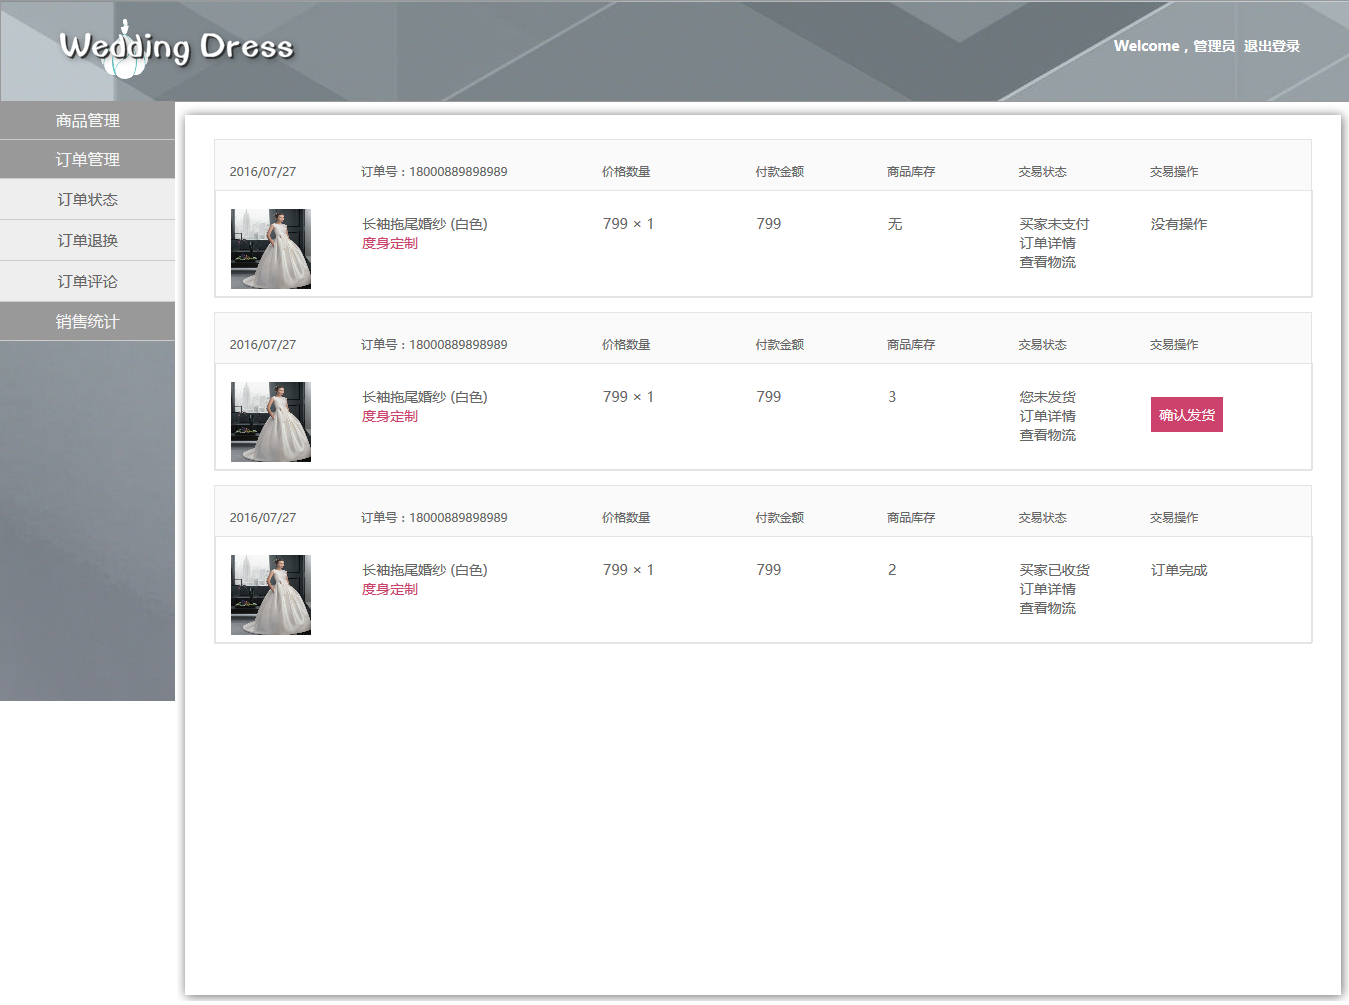 Wedding Dress
Welcome，管理员 退出登录
商品管理
订单管理
订单状态
订单退换
订单评论
销售统计
2016/07/27 订单号：18000889898989 价格数量 付款金额 商品库存 交易状态 交易操作
长袖拖尾婚纱 (白色) 799 × 1 799 无 买家未支付 没有操作
度身定制 订单详情
查看物流
2016/07/27 订单号：18000889898989 价格数量 付款金额 商品库存 交易状态 交易操作
长袖拖尾婚纱 (白色) 799 × 1 799 3 您未发货
度身定制 订单详情 确认发货
查看物流
2016/07/27 订单号：18000889898989 价格数量 付款金额 商品库存 交易状态 交易操作
长袖拖尾婚纱 (白色) 799 × 1 799 2 买家已收货 订单完成
度身定制 订单详情
查看物流